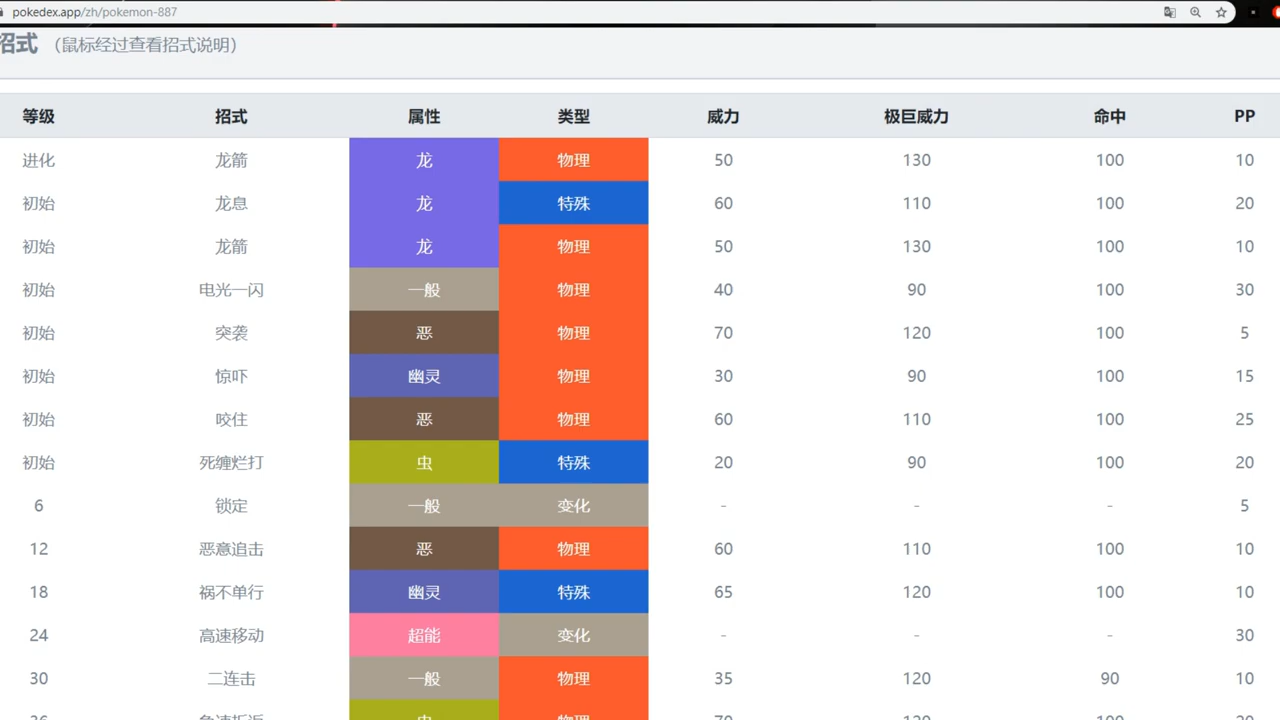 pokedex.app/zh/pokemon-887
招式 （鼠标经过查看招式说明）
等级 招式 属性 类型 威力 极巨威力 命中 PP
进化 龙箭 龙 物理 50 130 100 10
初始 龙息 龙 特殊 60 110 100 20
初始 龙箭 龙 物理 50 130 100 10
初始 电光一闪 一般 物理 40 90 100 30
初始 突袭 恶 物理 70 120 100 5
初始 惊吓 幽灵 物理 30 90 100 15
初始 咬住 恶 物理 60 110 100 25
初始 死缠烂打 虫 特殊 20 90 100 20
6 锁定 一般 变化 - - - 5
12 恶意追击 恶 物理 60 110 100 10
18 祸不单行 幽灵 特殊 65 120 100 10
24 高速移动 超能 变化 - - - 30
30 二连击 一般 物理 35 120 90 10